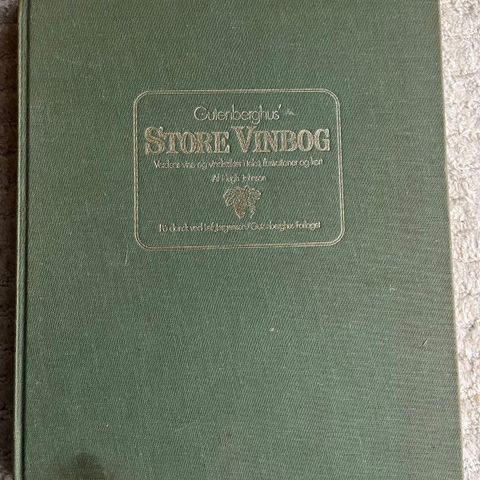 Gutenberghus'
STORE VINBOG
Verdens vine og vindistrikter i tekst, illustrationer og kort
Af Hugh Johnson
På dansk ved Leif Jørgensen/Gutenberghus Forlaget